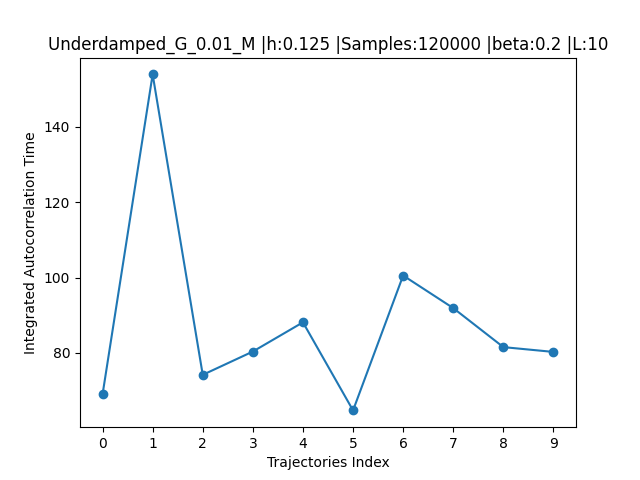 Underdamped_G_0.01_M |h:0.125 |Samples:120000 |beta:0.2 |L:10
Integrated Autocorrelation Time
140
120
100
80
0 1 2 3 4 5 6 7 8 9
Trajectories Index